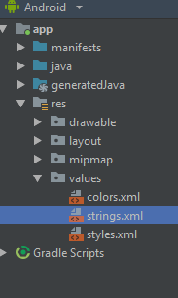 Android
app
manifests
java
generatedJava
res
drawable
layout
mipmap
values
colors.xml
strings.xml
styles.xml
Gradle Scripts